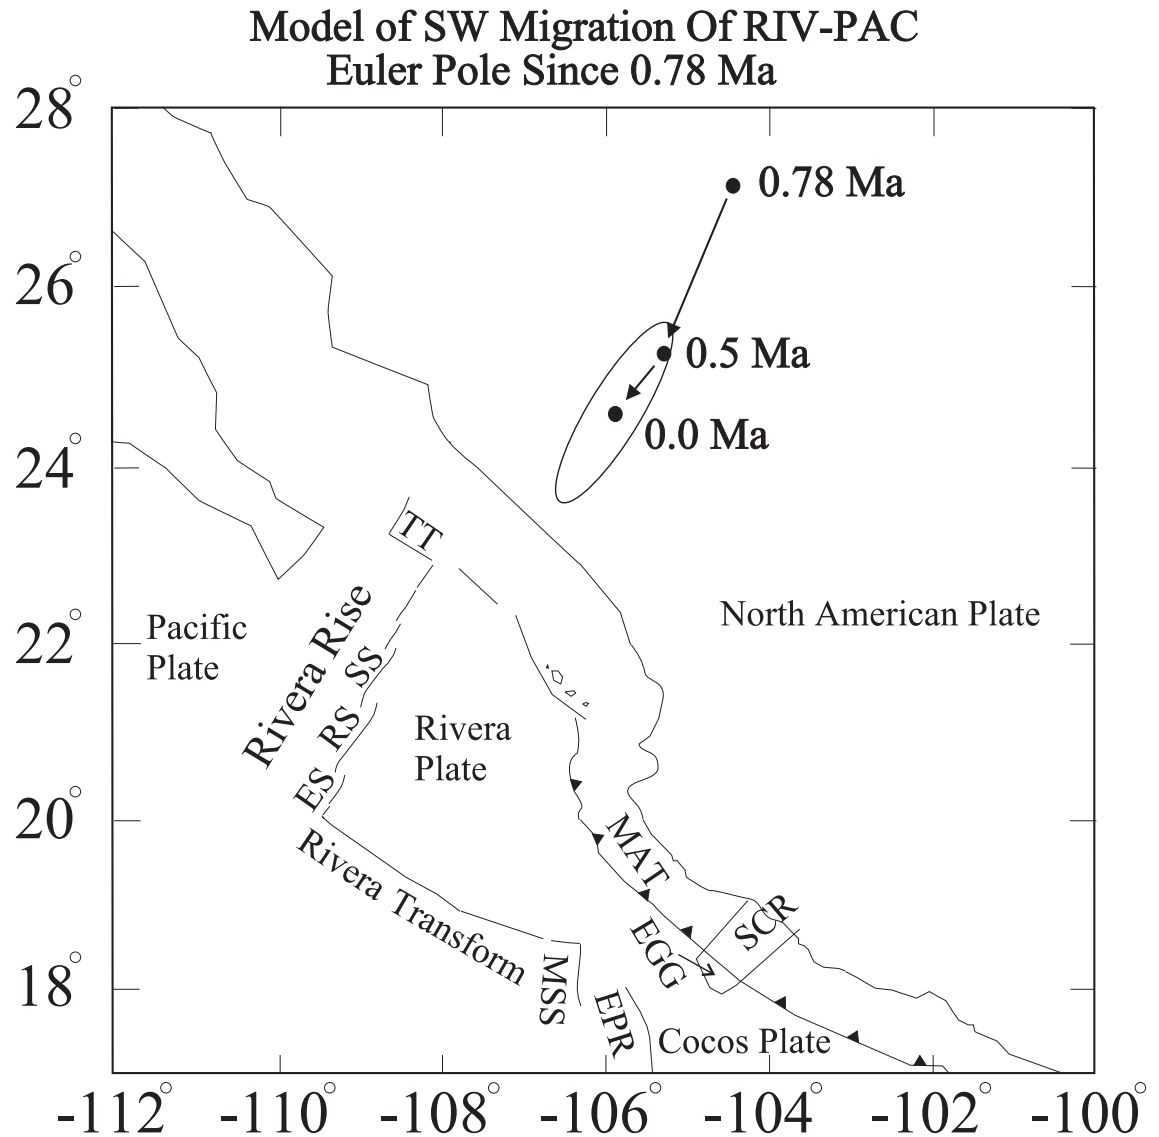 Model of SW Migration Of RIV-PAC
Euler Pole Since 0.78 Ma
28°
26°
24°
22°
20°
18°
0.78 Ma
0.5 Ma
0.0 Ma
TT
North American Plate
Pacific
Plate
Rivera Rise
SS
RS
ES
Rivera
Plate
Rivera Transform
MAT
SCR
EGG
MSS
EPR
Cocos Plate
-112° -110° -108° -106° -104° -102° -100°